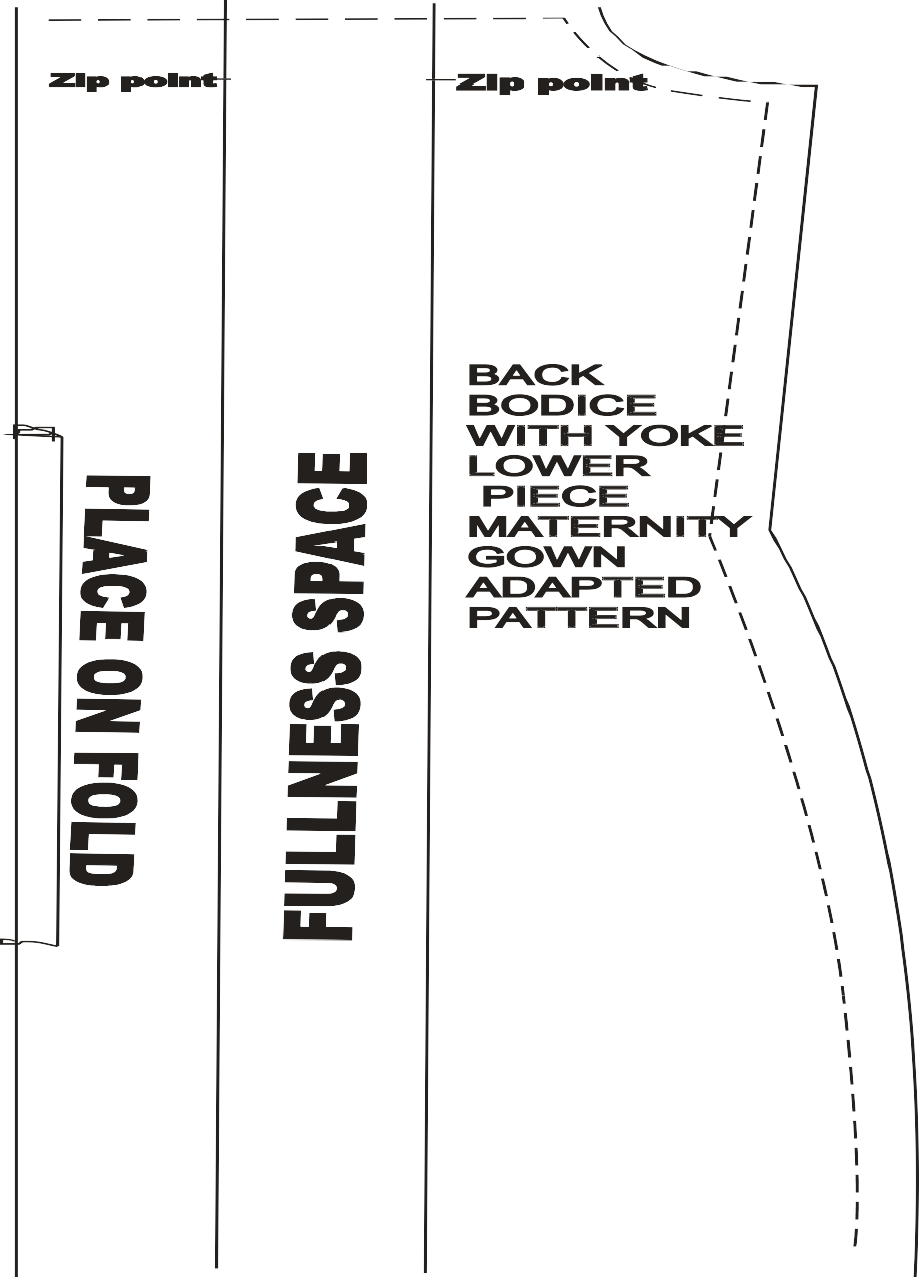 Zip point
Zip point
BACK
BODICE
WITH YOKE
LOWER
PIECE
MATERNITY
GOWN
ADAPTED
PATTERN
PLACE ON FOLD
FULLNESS SPACE